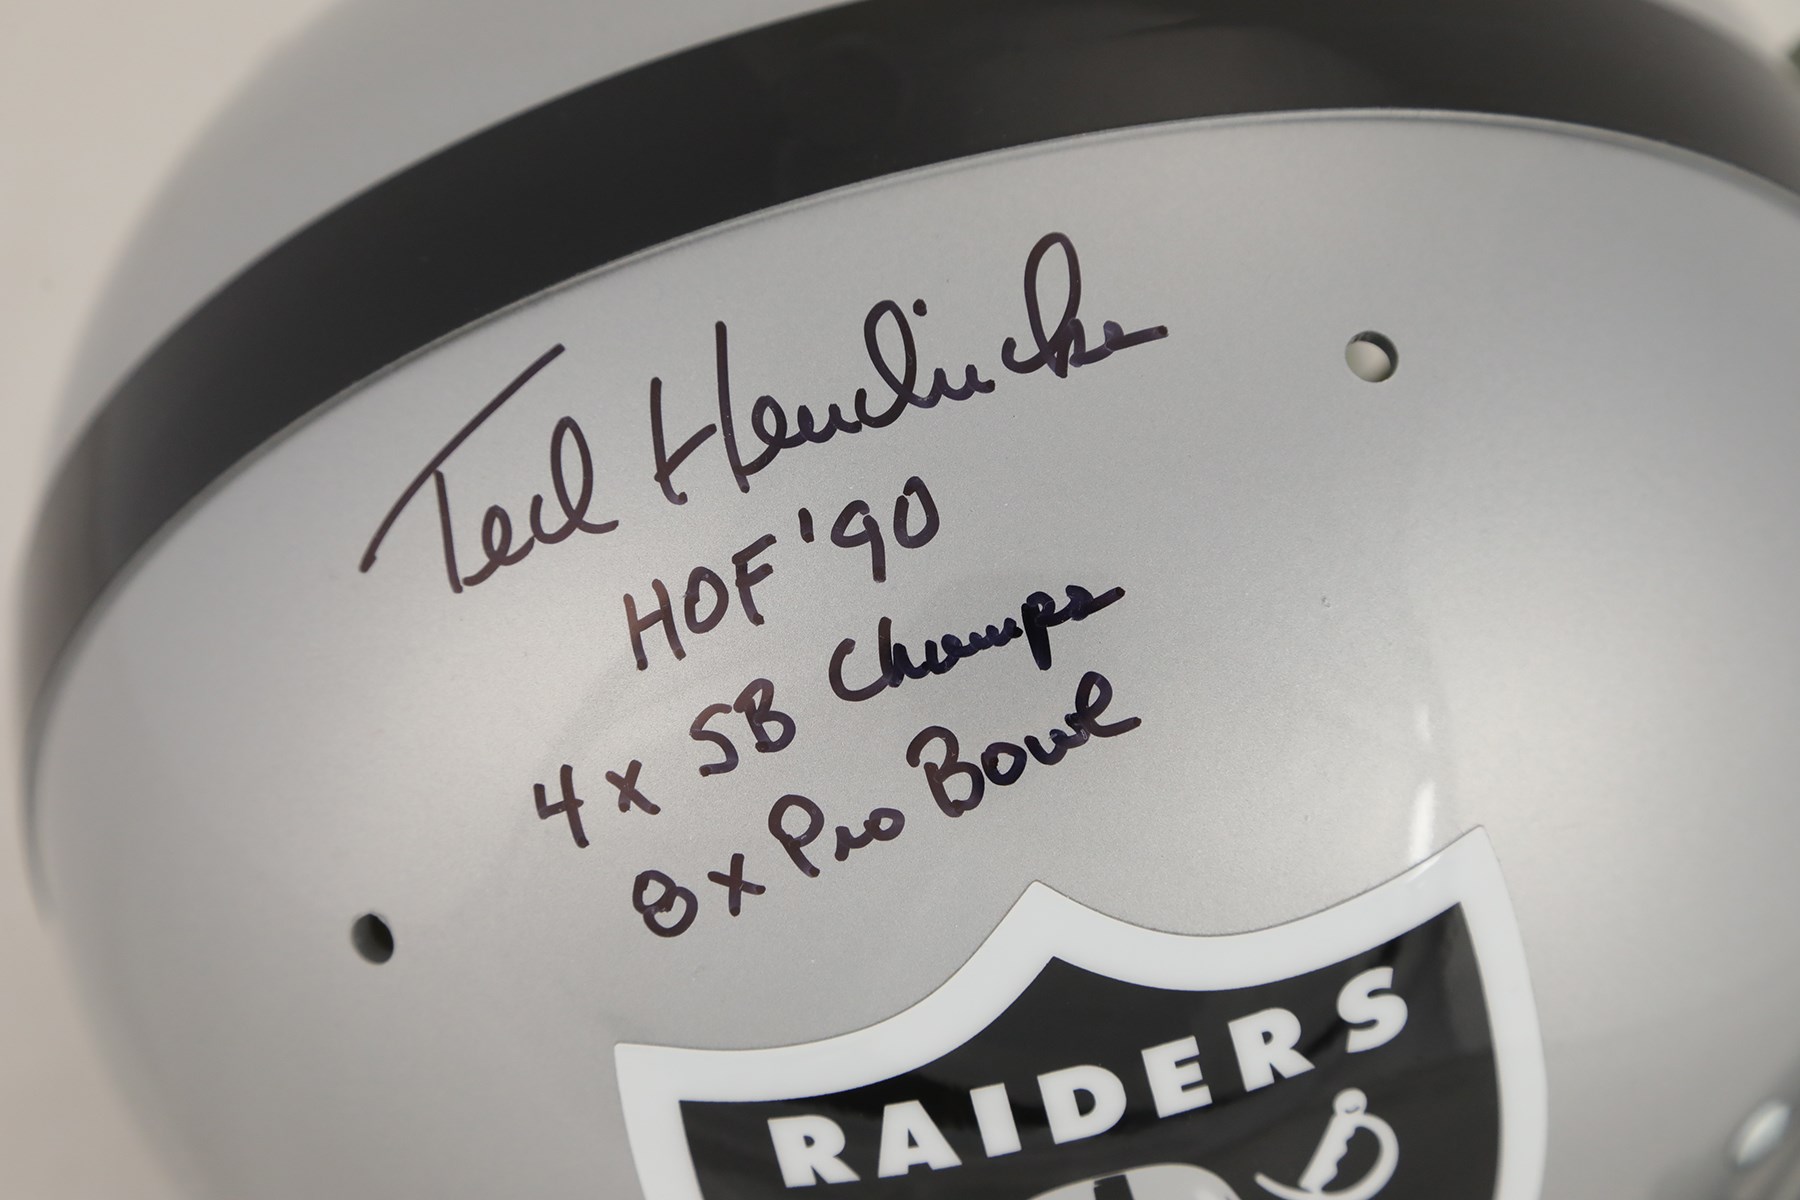 Ted Hendricks
HOF '90
4x SB Champs
8x Pro Bowl
RAIDERS